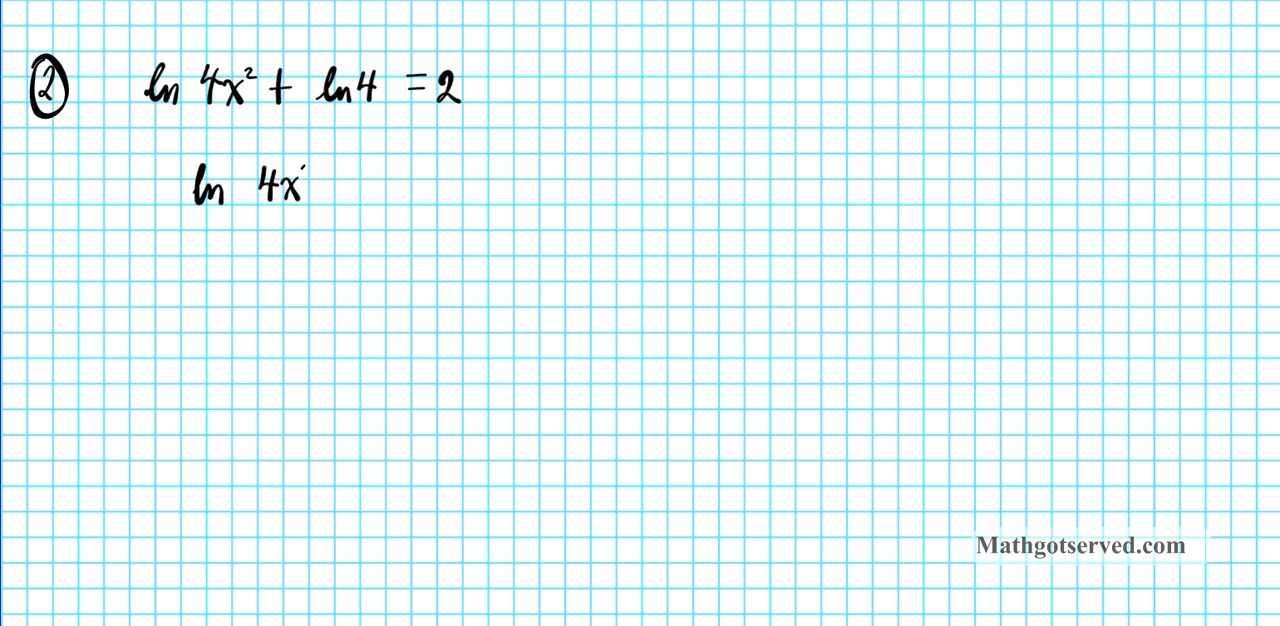 ② ln 4x² + ln 4 = 2
ln 4x
Mathgotserved.com